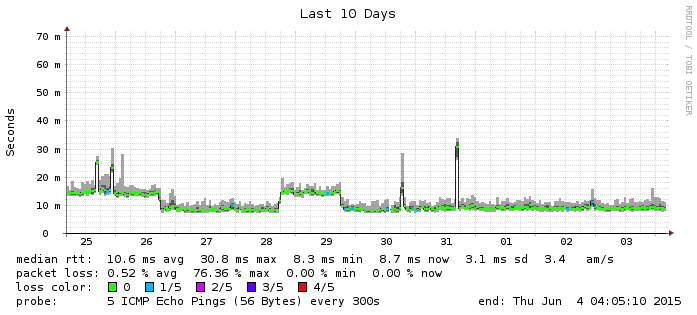 Last 10 Days
RRDTOOL / TOBI OETIKER
Seconds
70 m
60 m
50 m
40 m
30 m
20 m
10 m
0
25 26 27 28 29 30 31 01 02 03
median rtt: 10.6 ms avg 30.8 ms max 8.3 ms min 8.7 ms now 3.1 ms sd 3.4 am/s
packet loss: 0.52 % avg 76.36 % max 0.00 % min 0.00 % now
loss color: 0 1/5 2/5 3/5 4/5
probe: 5 ICMP Echo Pings (56 Bytes) every 300s end: Thu Jun 4 04:05:10 2015